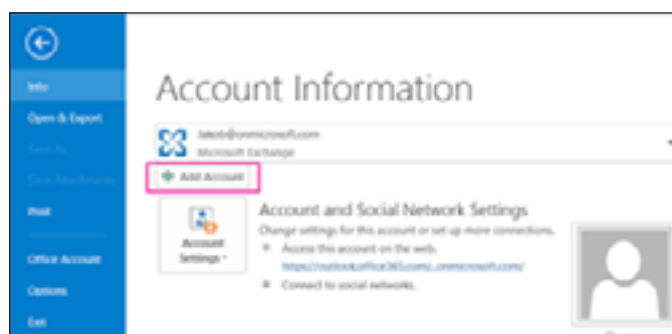 Info
Open & Export
Save As
Save Attachments
Print
Office Account
Options
Exit
Account Information
Jakob@onmicrosoft.com
Microsoft Exchange
Add Account
Account Settings
Account and Social Network Settings
Change settings for this account or set up more connections.
Access this account on the web.
https://outlook.office365.com/..onmicrosoft.com/
Connect to social networks.
Change